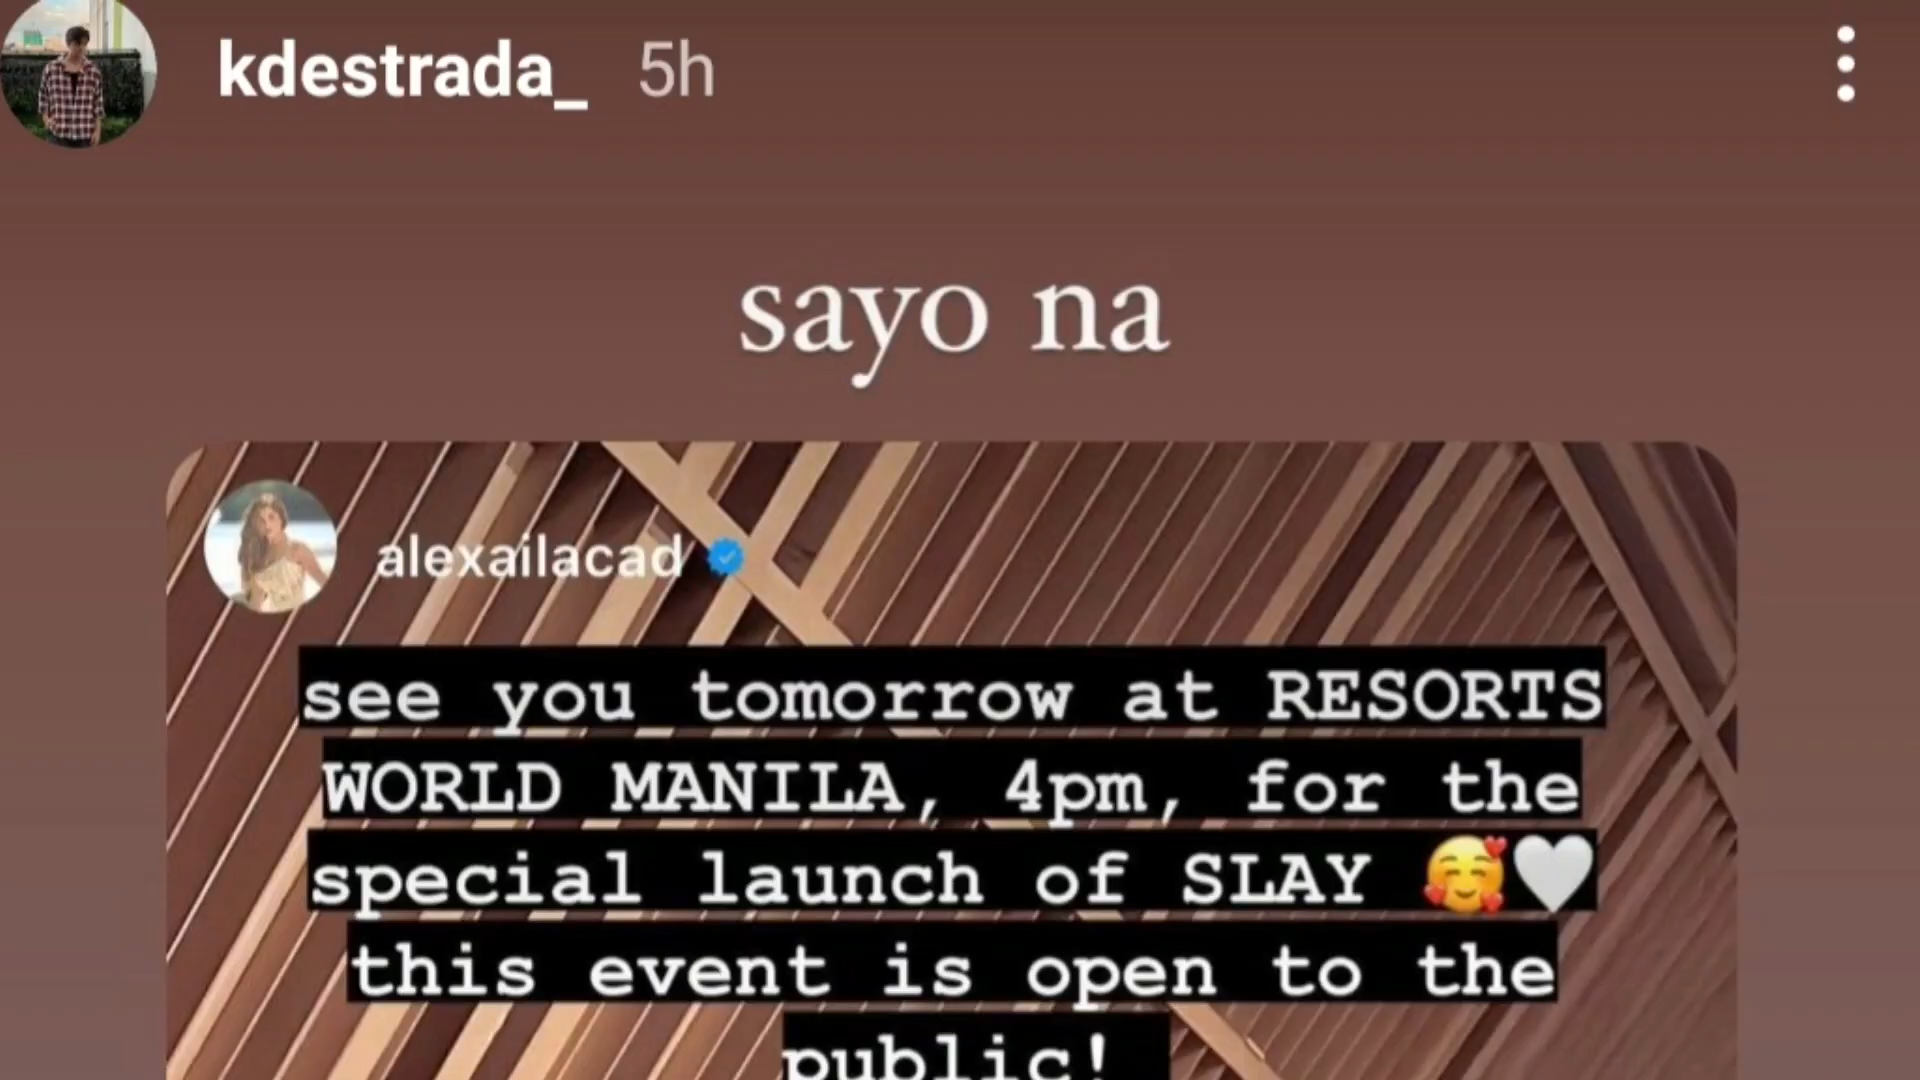 kdestrada_ 5h
sayo na
alexailacad
see you tomorrow at RESORTS
WORLD MANILA, 4pm, for the
special launch of SLAY 🥰🤍
this event is open to the
public!